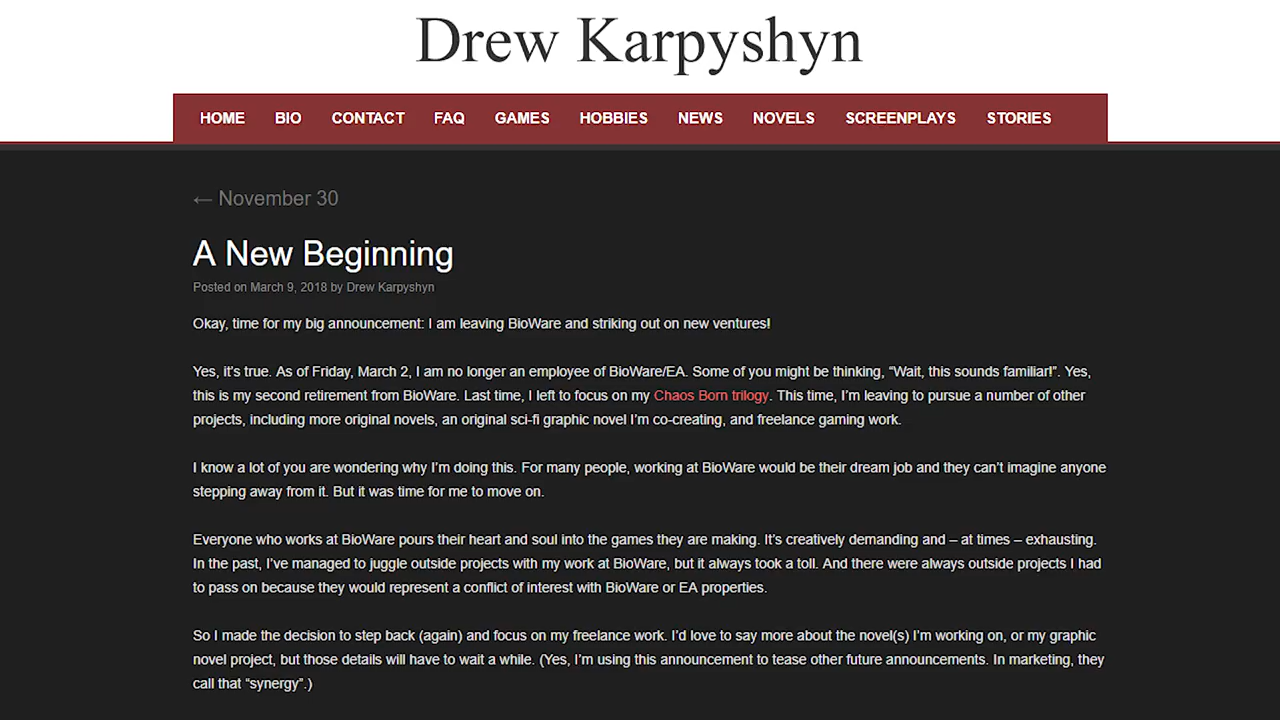 Drew Karpyshyn
HOME BIO CONTACT FAQ GAMES HOBBIES NEWS NOVELS SCREENPLAYS STORIES
← November 30
A New Beginning
Posted on March 9, 2018 by Drew Karpyshyn
Okay, time for my big announcement: I am leaving BioWare and striking out on new ventures!
Yes, it’s true. As of Friday, March 2, I am no longer an employee of BioWare/EA. Some of you might be thinking, “Wait, this sounds familiar!”. Yes,
this is my second retirement from BioWare. Last time, I left to focus on my Chaos Born trilogy. This time, I’m leaving to pursue a number of other
projects, including more original novels, an original sci-fi graphic novel I’m co-creating, and freelance gaming work.
I know a lot of you are wondering why I’m doing this. For many people, working at BioWare would be their dream job and they can’t imagine anyone
stepping away from it. But it was time for me to move on.
Everyone who works at BioWare pours their heart and soul into the games they are making. It’s creatively demanding and – at times – exhausting.
In the past, I’ve managed to juggle outside projects with my work at BioWare, but it always took a toll. And there were always outside projects I had
to pass on because they would represent a conflict of interest with BioWare or EA properties.
So I made the decision to step back (again) and focus on my freelance work. I’d love to say more about the novel(s) I’m working on, or my graphic
novel project, but those details will have to wait a while. (Yes, I’m using this announcement to tease other future announcements. In marketing, they
call that “synergy”.)